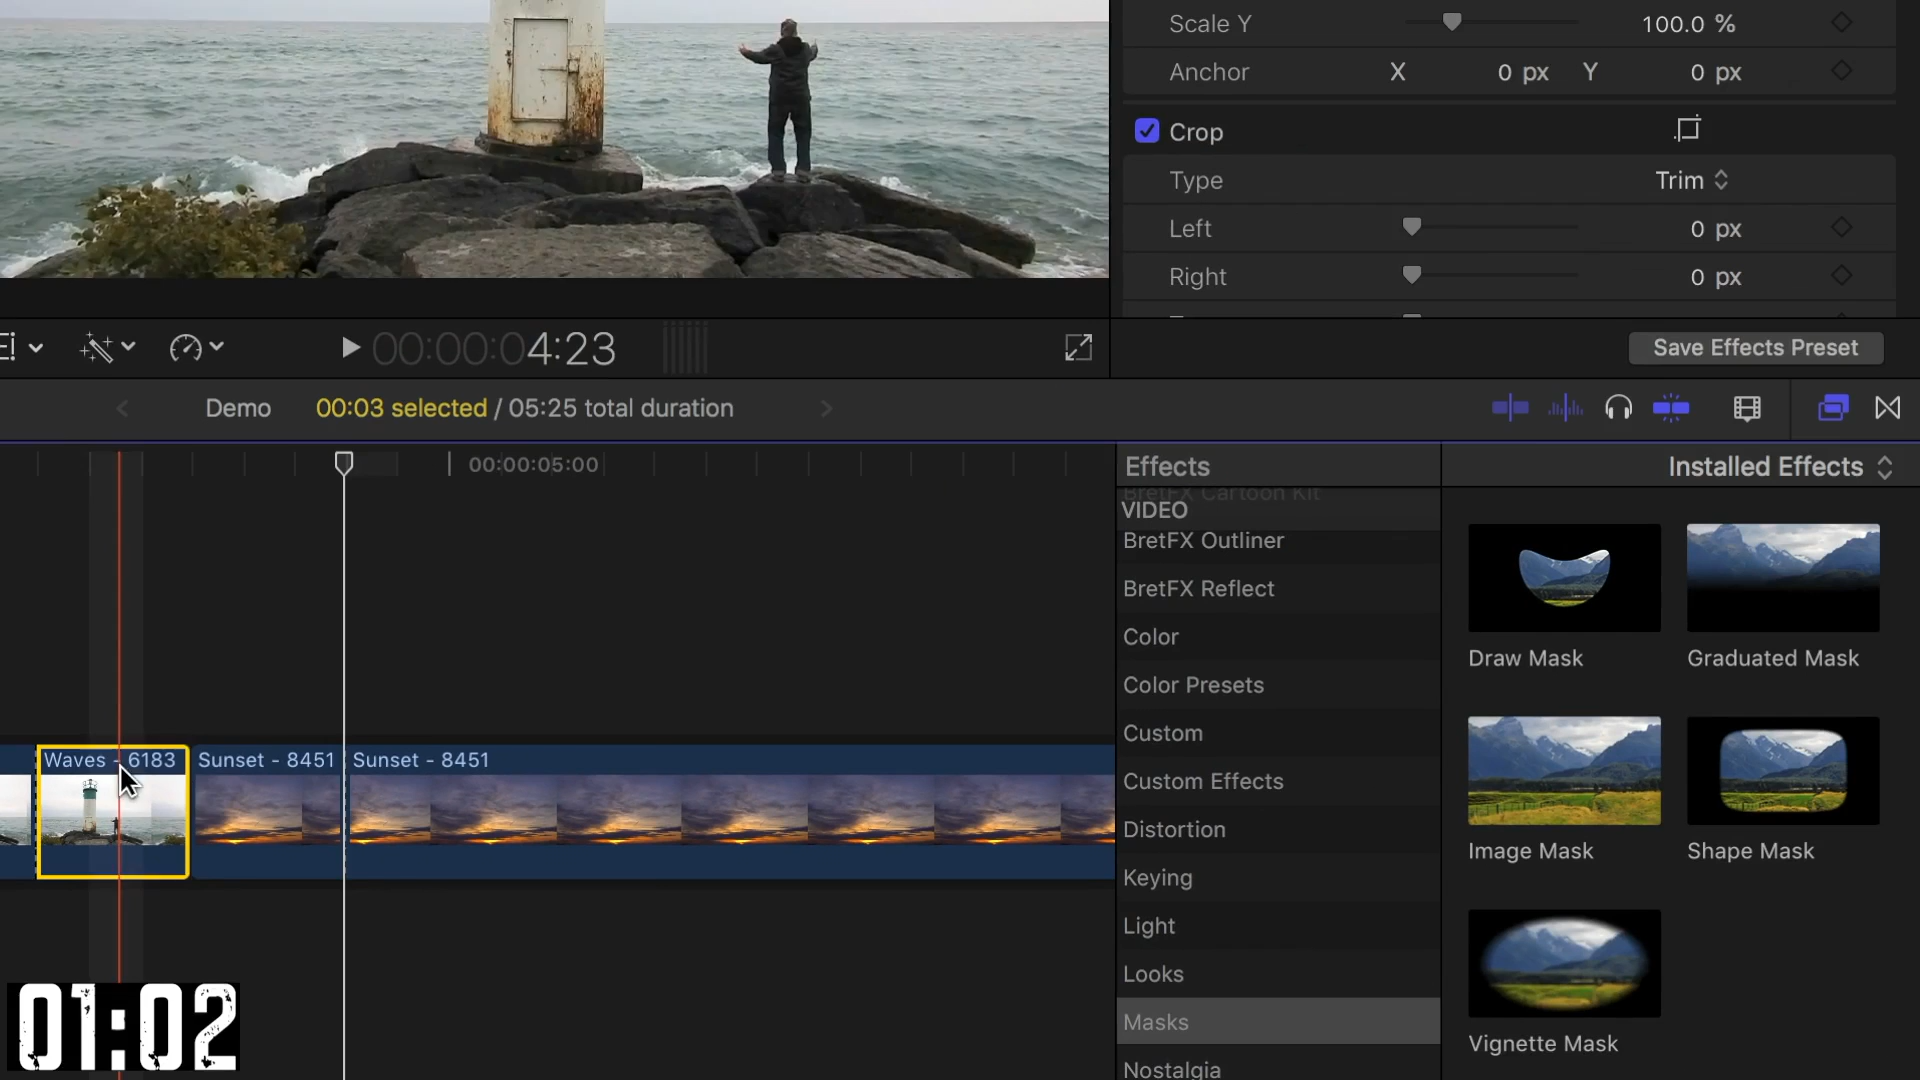 Scale Y 100.0 %
Anchor X 0 px Y 0 px
Crop
Type Trim
Left 0 px
Right 0 px
00:00:04:23
Save Effects Preset
Demo 00:03 selected / 05:25 total duration
00:00:05:00
Effects
Installed Effects
BretFX Cartoon Kit
VIDEO
BretFX Outliner
BretFX Reflect
Color
Color Presets
Custom
Custom Effects
Distortion
Keying
Light
Looks
Masks
Nostalgia
Draw Mask
Graduated Mask
Image Mask
Shape Mask
Vignette Mask
Waves - 6183
Sunset - 8451
Sunset - 8451
01:02